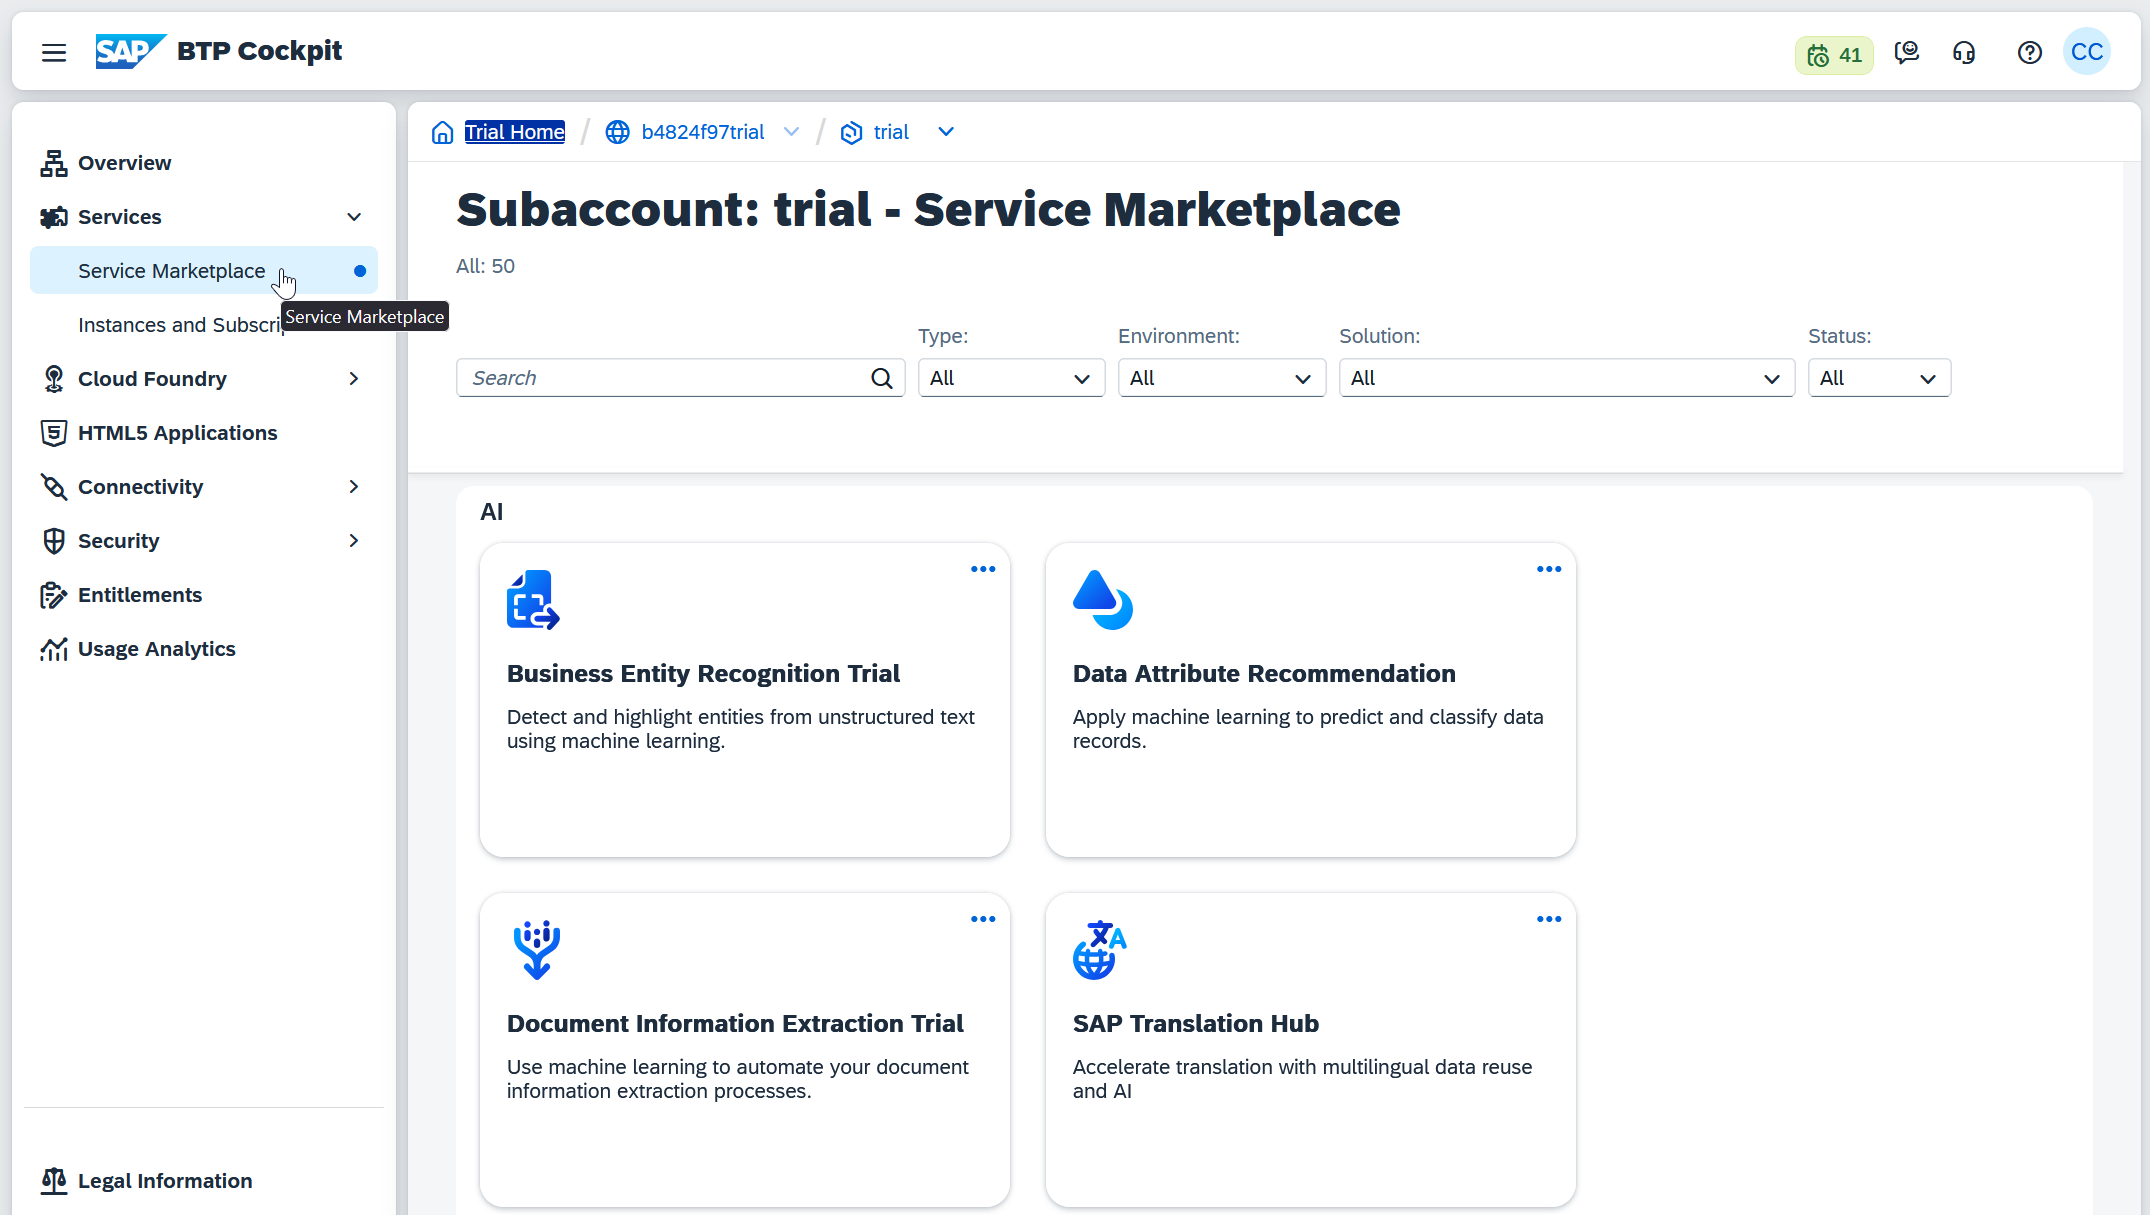 SAP BTP Cockpit
41
CC
Overview
Services
Service Marketplace
Service Marketplace
Instances and Subscri
Cloud Foundry
HTML5 Applications
Connectivity
Security
Entitlements
Usage Analytics
Legal Information
Trial Home / b4824f97trial / trial
Subaccount: trial - Service Marketplace
All: 50
Type: Environment: Solution: Status:
Search All All All All
AI
Business Entity Recognition Trial
Detect and highlight entities from unstructured text
using machine learning.
Data Attribute Recommendation
Apply machine learning to predict and classify data
records.
Document Information Extraction Trial
Use machine learning to automate your document
information extraction processes.
SAP Translation Hub
Accelerate translation with multilingual data reuse
and AI